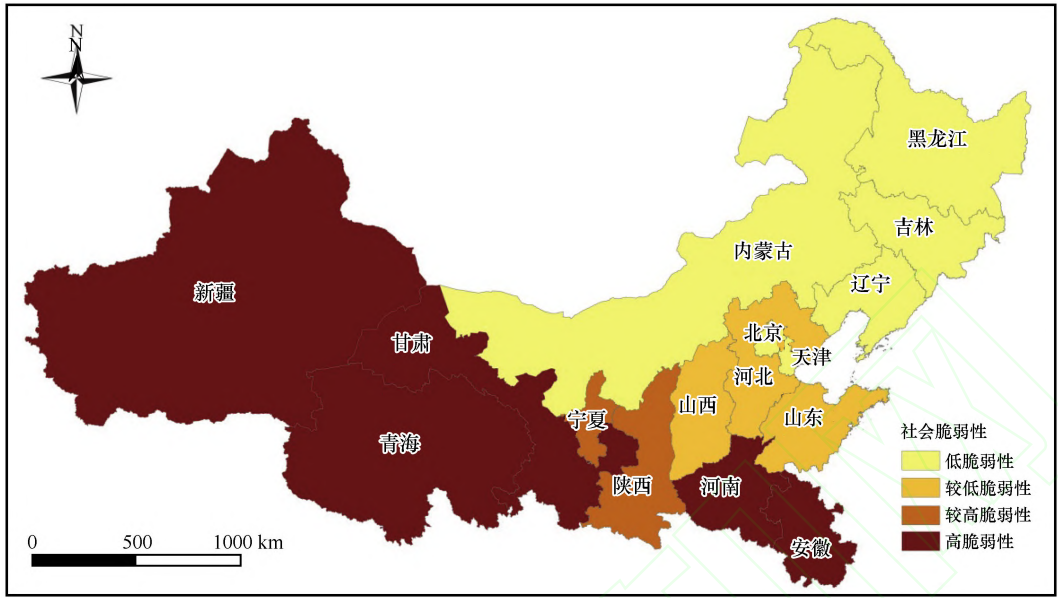 N
N
黑龙江
吉林
内蒙古
辽宁
新疆
北京
甘肃
天津
河北
山西
宁夏
山东
青海
社会脆弱性
低脆弱性
陕西
河南
较低脆弱性
较高脆弱性
安徽
高脆弱性
0 500 1000 km